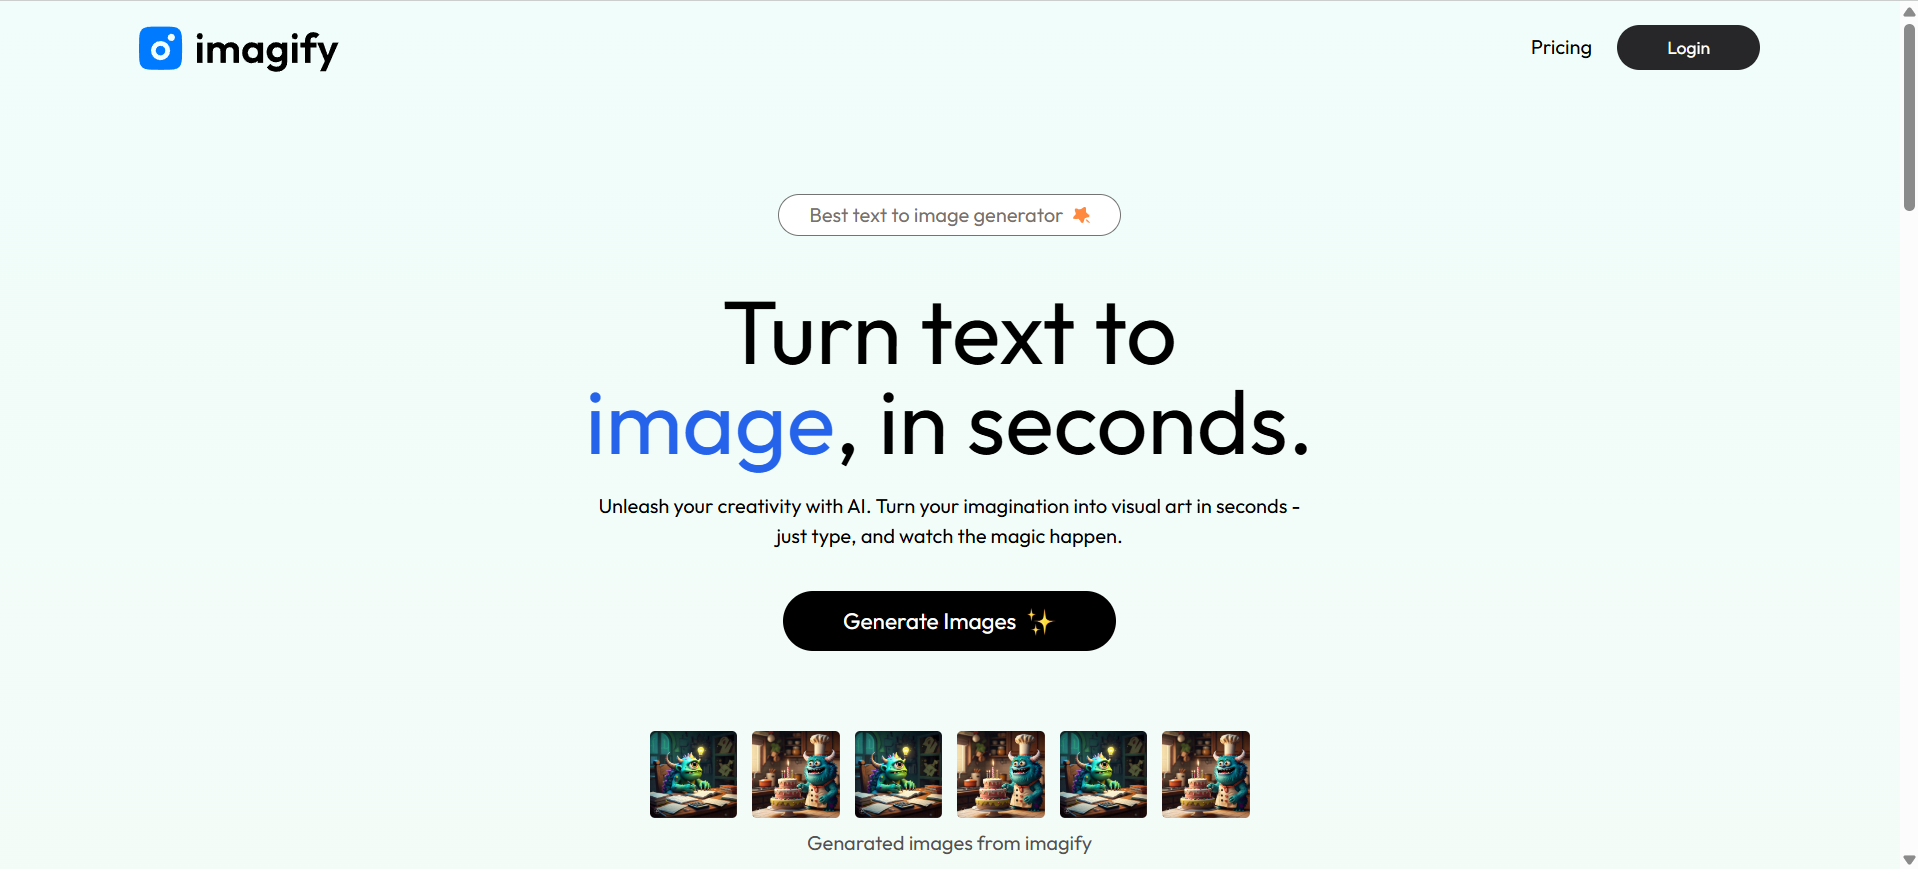 imagify
Pricing
Login
Best text to image generator
Turn text to
image, in seconds.
Unleash your creativity with AI. Turn your imagination into visual art in seconds -
just type, and watch the magic happen.
Generate Images ✨
Genarated images from imagify